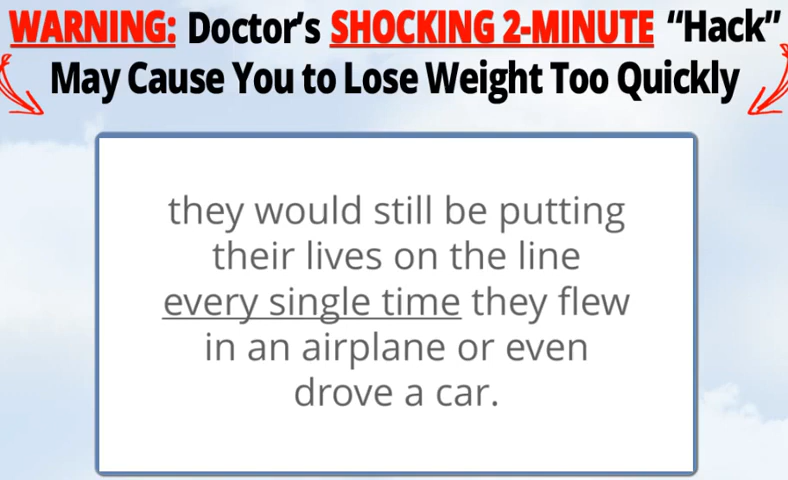 WARNING: Doctor's SHOCKING 2-MINUTE “Hack”
May Cause You to Lose Weight Too Quickly
they would still be putting
their lives on the line
every single time they flew
in an airplane or even
drove a car.